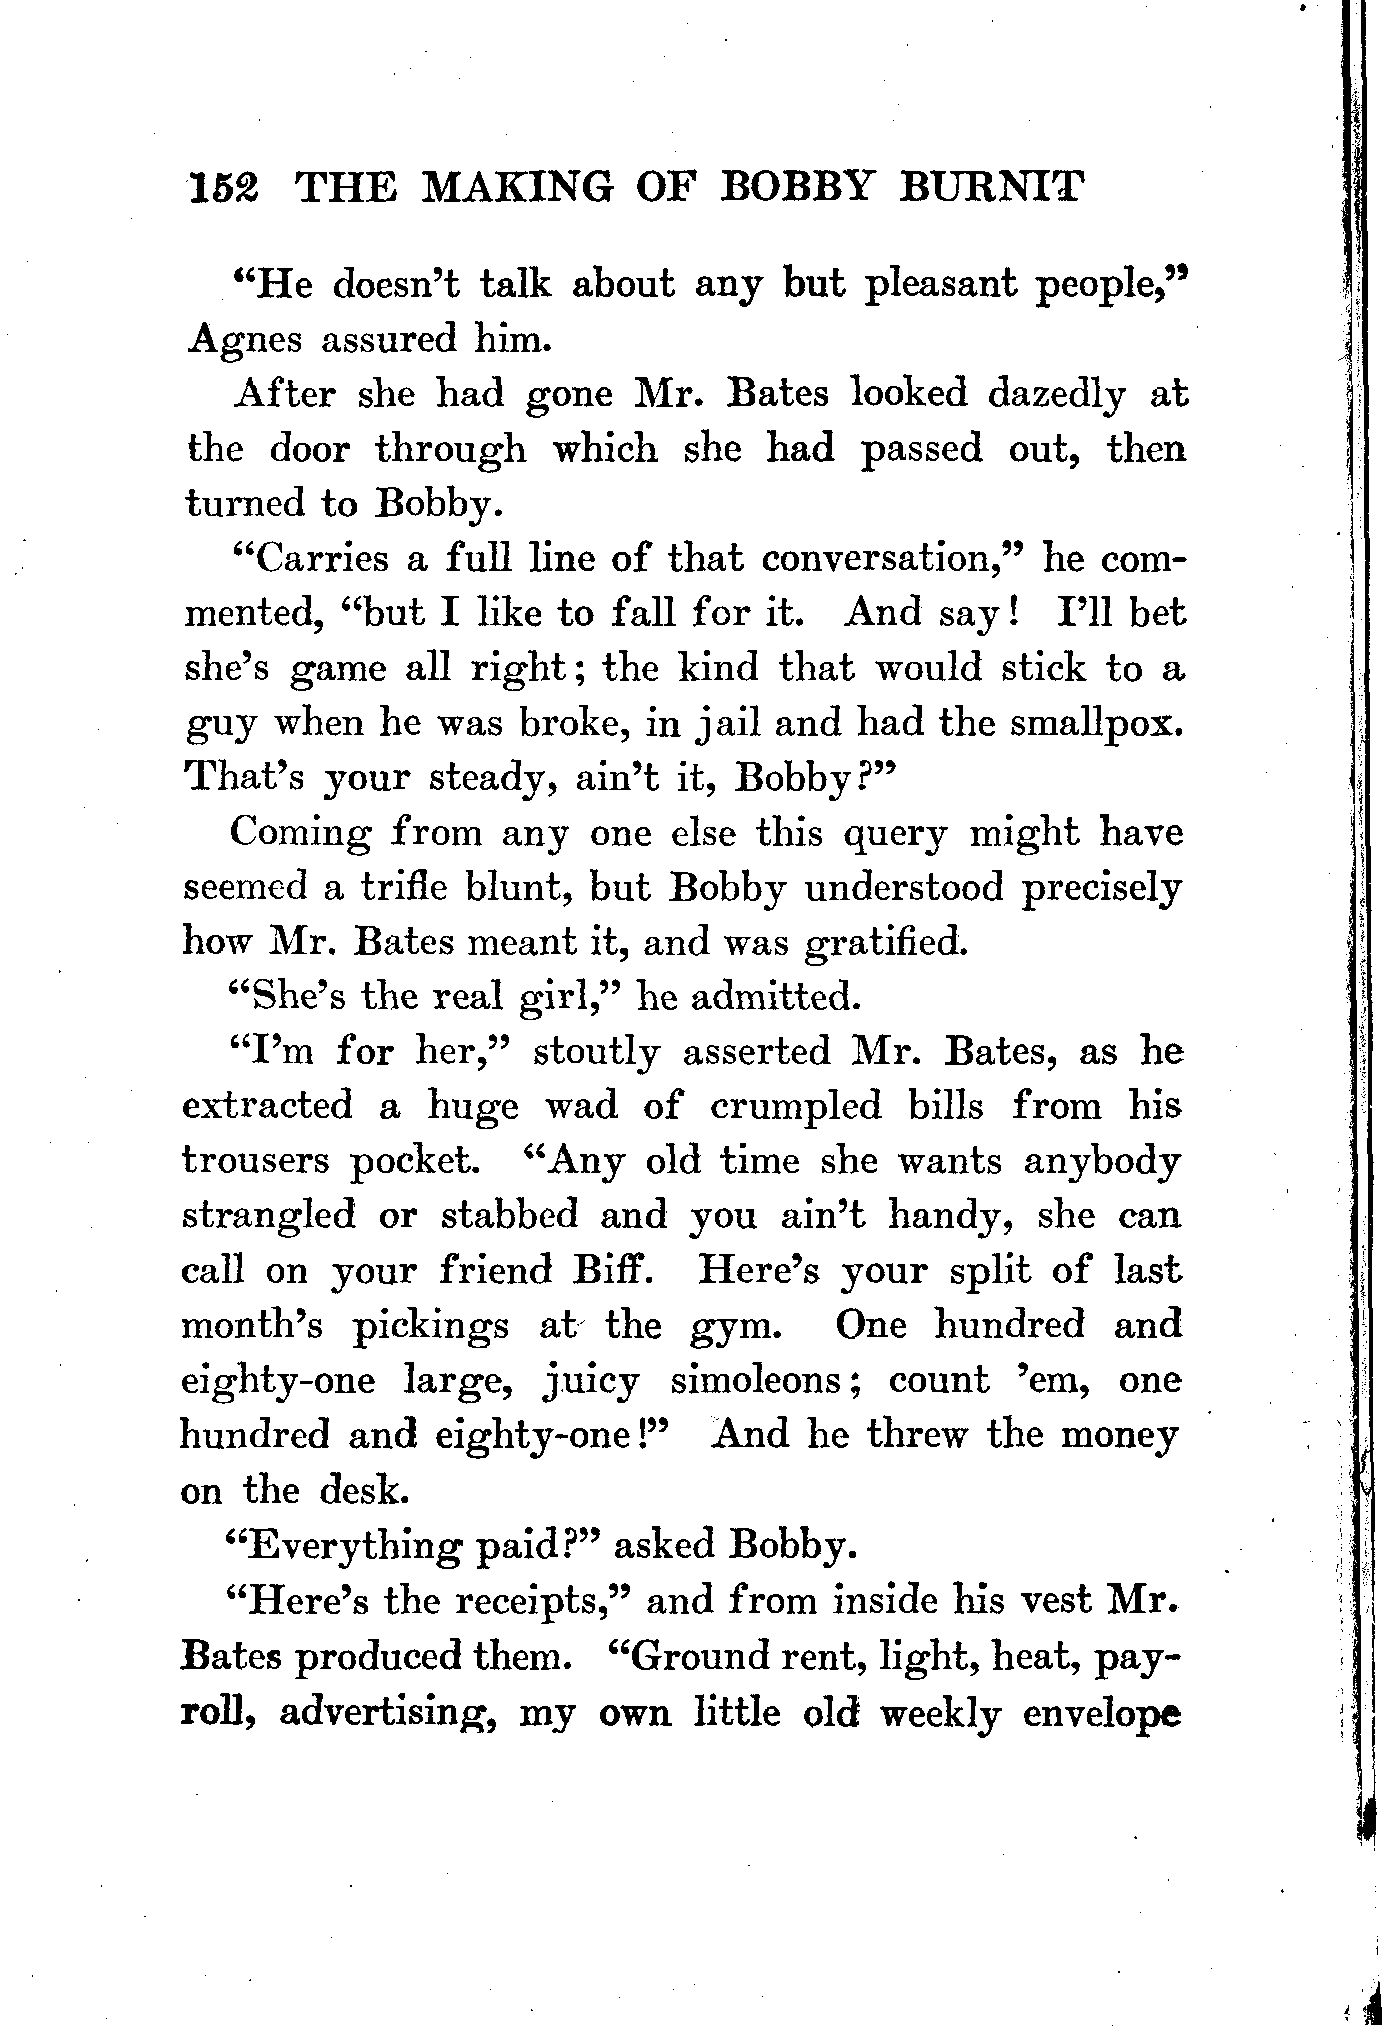 152 THE MAKING OF BOBBY BURNIT
“He doesn’t talk about any but pleasant people,”
Agnes assured him.
After she had gone Mr. Bates looked dazedly at
the door through which she had passed out, then
turned to Bobby.
“Carries a full line of that conversation,” he com-
mented, “but I like to fall for it. And say! I’ll bet
she’s game all right; the kind that would stick to a
guy when he was broke, in jail and had the smallpox.
That’s your steady, ain’t it, Bobby?”
Coming from any one else this query might have
seemed a trifle blunt, but Bobby understood precisely
how Mr. Bates meant it, and was gratified.
“She’s the real girl,” he admitted.
“I’m for her,” stoutly asserted Mr. Bates, as he
extracted a huge wad of crumpled bills from his
trousers pocket. “Any old time she wants anybody
strangled or stabbed and you ain’t handy, she can
call on your friend Biff. Here’s your split of last
month’s pickings at the gym. One hundred and
eighty-one large, juicy simoleons; count ’em, one
hundred and eighty-one!” And he threw the money
on the desk.
“Everything paid?” asked Bobby.
“Here’s the receipts,” and from inside his vest Mr.
Bates produced them. “Ground rent, light, heat, pay-
roll, advertising, my own little old weekly envelope